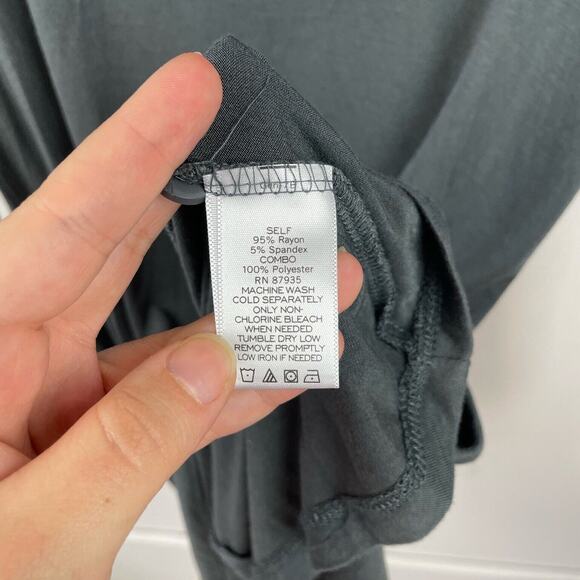 SELF
95% Rayon
5% Spandex
COMBO
100% Polyester
RN 87935
MACHINE WASH
COLD SEPARATELY
ONLY NON-
CHLORINE BLEACH
WHEN NEEDED
TUMBLE DRY LOW
REMOVE PROMPTLY
LOW IRON IF NEEDED